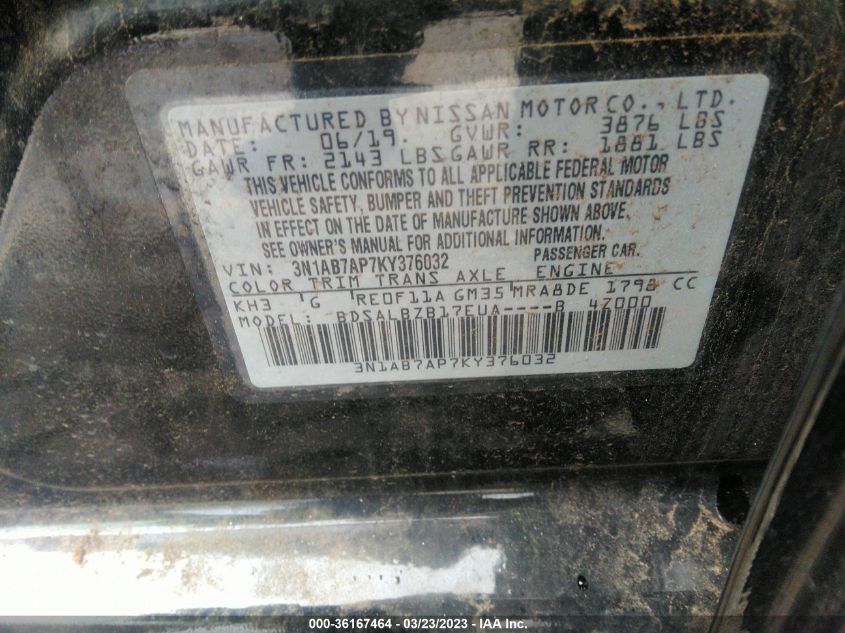 MANUFACTURED BY NISSAN MOTOR CO., LTD.
DATE: 06/19 GVWR: 3876 LBS
GAWR FR: 2143 LBS GAWR RR: 1881 LBS
THIS VEHICLE CONFORMS TO ALL APPLICABLE FEDERAL MOTOR
VEHICLE SAFETY, BUMPER AND THEFT PREVENTION STANDARDS
IN EFFECT ON THE DATE OF MANUFACTURE SHOWN ABOVE.
SEE OWNER'S MANUAL FOR ADDITIONAL INFORMATION.
VIN: 3N1AB7AP7KY376032 PASSENGER CAR.
COLOR TRIM TRANS AXLE ENGINE
KH3 G RE0F11A GM35 MRA8DE 1798 CC
MODEL: BDSALBZB17EUA----B 47000
3N1AB7AP7KY376032
000-36167464 — 03/23/2023 — IAA Inc.